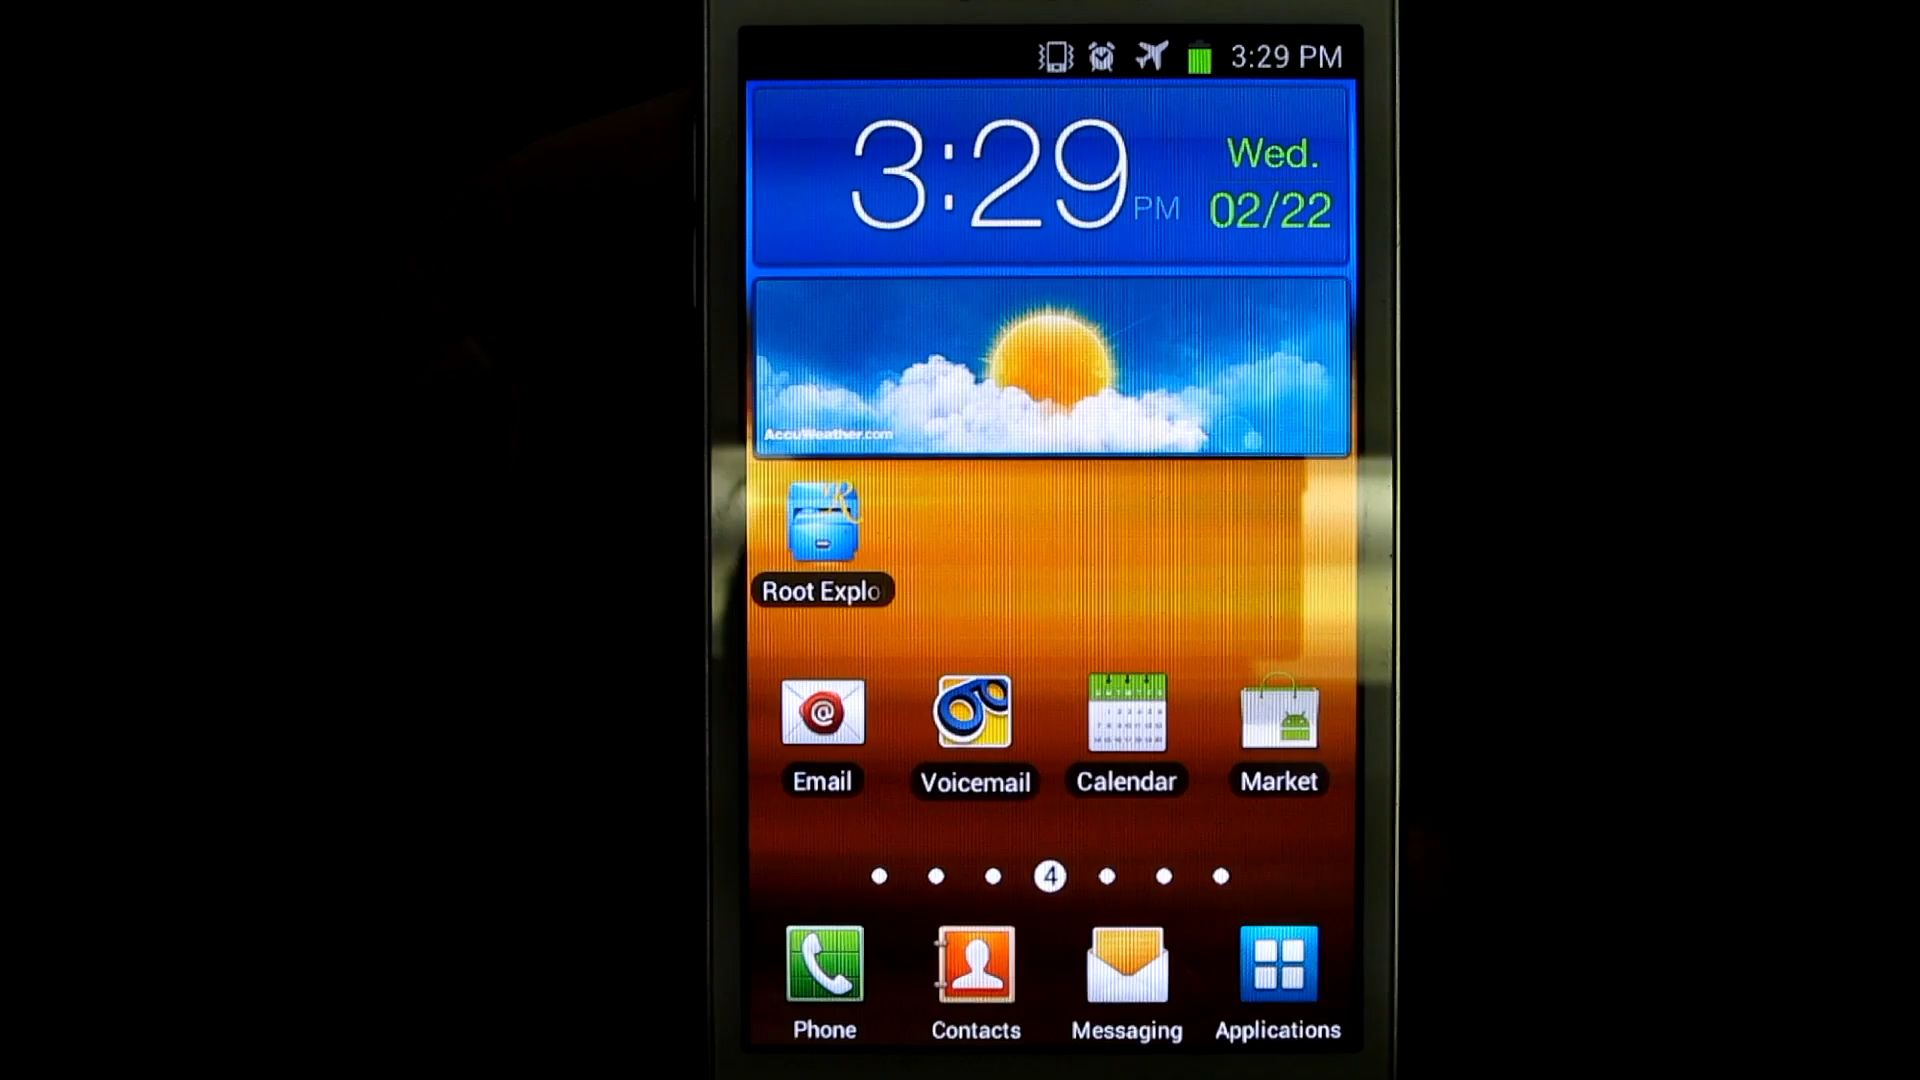 3:29 PM
3:29 PM
Wed.
02/22
AccuWeather.com
R
Root Explo
@
Email
Voicemail
Calendar
Market
4
Phone
Contacts
Messaging
Applications